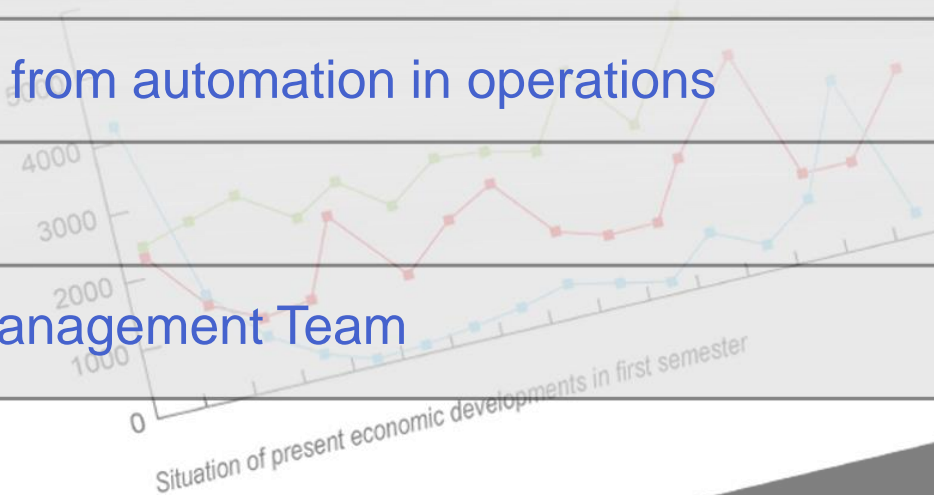 from automation in operations
5000
4000
3000
2000
anagement Team
1000
0
Situation of present economic developments in first semester